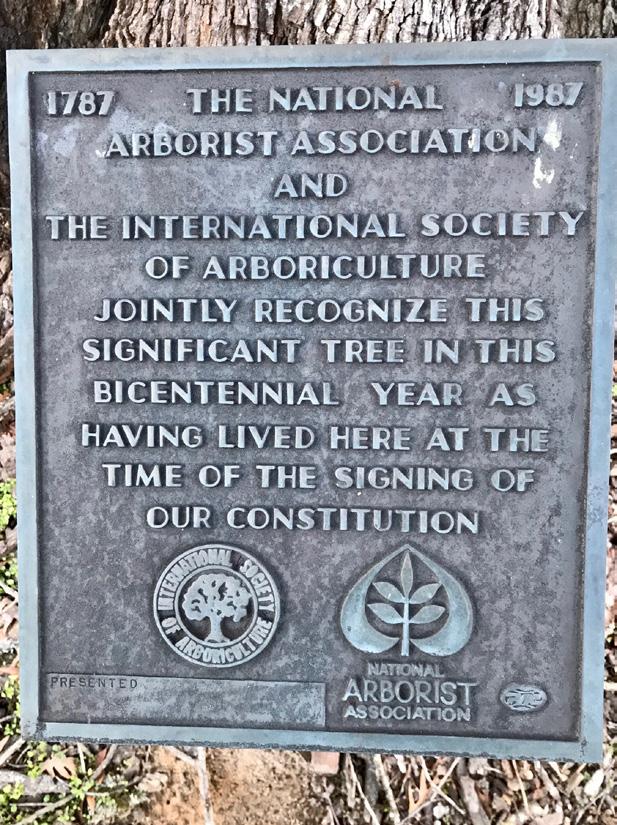 1787 THE NATIONAL 1987
ARBORIST ASSOCIATION
AND
THE INTERNATIONAL SOCIETY
OF ARBORICULTURE
JOINTLY RECOGNIZE THIS
SIGNIFICANT TREE IN THIS
BICENTENNIAL YEAR AS
HAVING LIVED HERE AT THE
TIME OF THE SIGNING OF
OUR CONSTITUTION
INTERNATIONAL SOCIETY
OF ARBORICULTURE
NATIONAL
ARBORIST
ASSOCIATION
PRESENTED